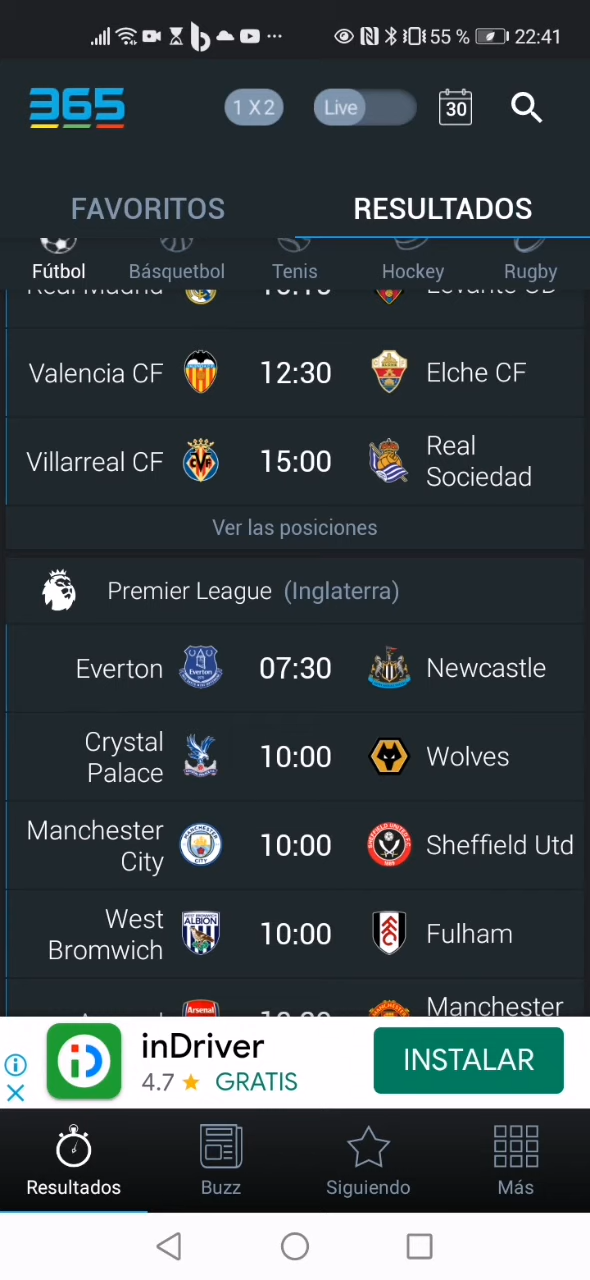 55 % 22:41
365 1 X 2 Live 30
FAVORITOS RESULTADOS
Fútbol Básquetbol Tenis Hockey Rugby
Valencia CF 12:30 Elche CF
Villarreal CF 15:00 Real
Sociedad
Ver las posiciones
Premier League (Inglaterra)
Everton 07:30 Newcastle
Crystal
Palace 10:00 Wolves
Manchester
City 10:00 Sheffield Utd
West
Bromwich 10:00 Fulham
Manchester
inDriver
4.7 GRATIS
INSTALAR
Resultados Buzz Siguiendo Más